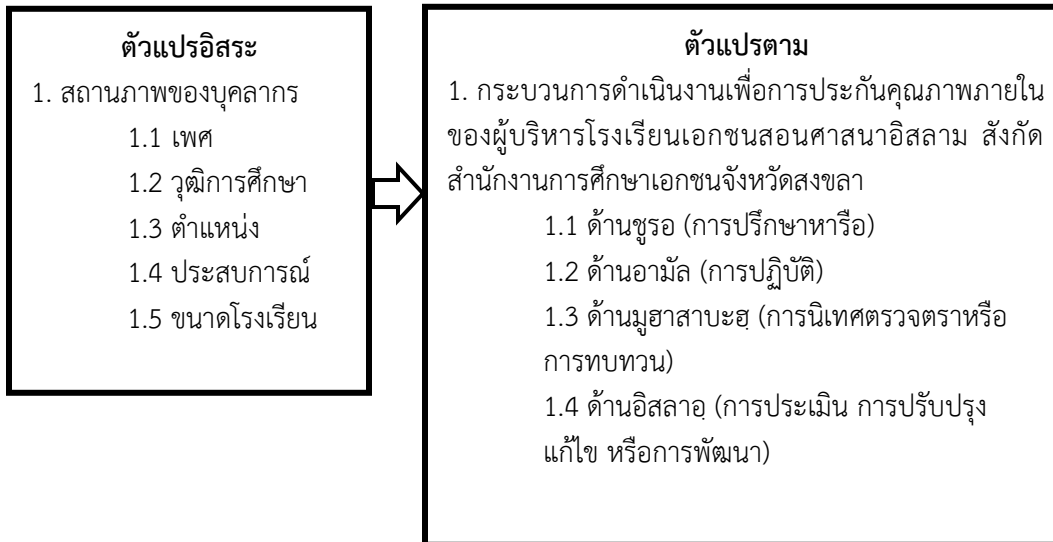 ตัวแปรอิสระ
1. สถานภาพของบุคลากร
1.1 เพศ
1.2 วุฒิการศึกษา
1.3 ตำแหน่ง
1.4 ประสบการณ์
1.5 ขนาดโรงเรียน
ตัวแปรตาม
1. กระบวนการดำเนินงานเพื่อการประกันคุณภาพภายใน
ของผู้บริหารโรงเรียนเอกชนสอนศาสนาอิสลาม สังกัด
สำนักงานการศึกษาเอกชนจังหวัดสงขลา
1.1 ด้านชูรอ (การปรึกษาหารือ)
1.2 ด้านอามัล (การปฏิบัติ)
1.3 ด้านมูฮาสาบะฮฺ (การนิเทศตรวจตราหรือ
การทบทวน)
1.4 ด้านอิสลาอฺ (การประเมิน การปรับปรุง
แก้ไข หรือการพัฒนา)